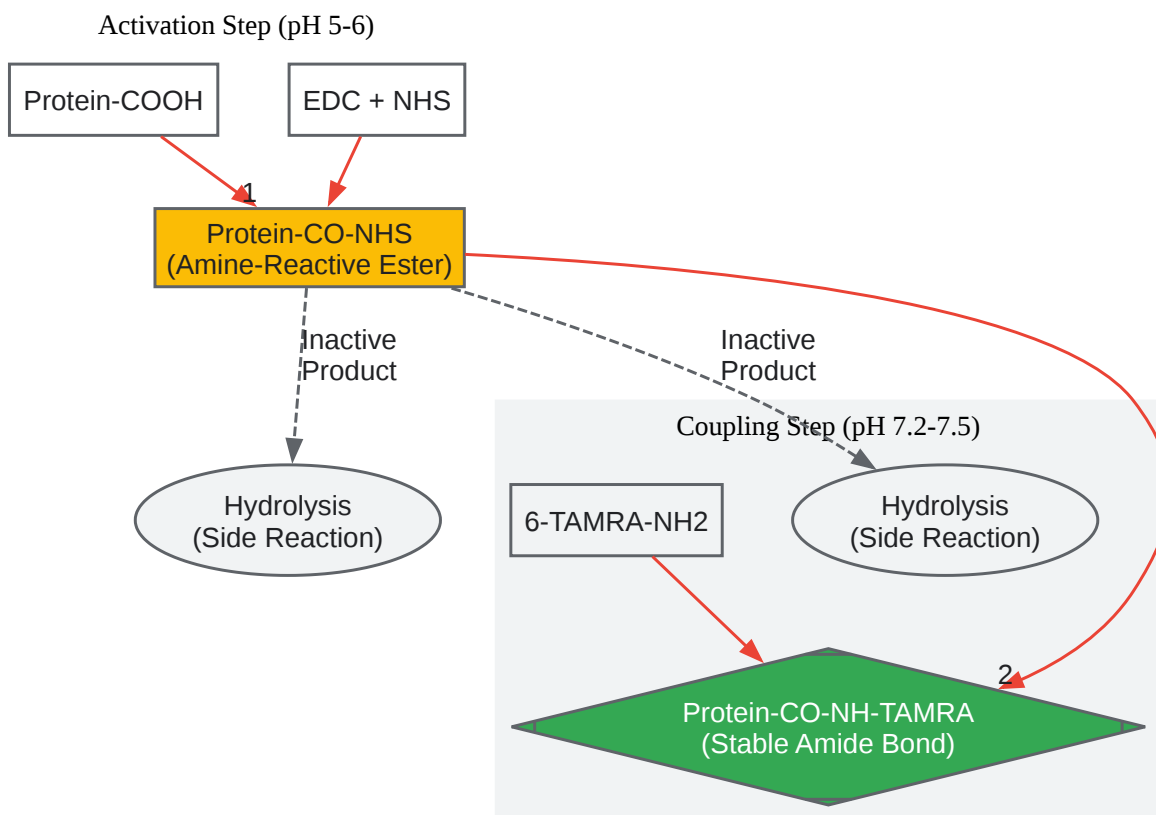 Activation Step (pH 5-6)
Protein-COOH
EDC + NHS
1
Protein-CO-NHS
(Amine-Reactive Ester)
Inactive
Product
Inactive
Product
Coupling Step (pH 7.2-7.5)
Hydrolysis
(Side Reaction)
6-TAMRA-NH2
Hydrolysis
(Side Reaction)
2
Protein-CO-NH-TAMRA
(Stable Amide Bond)